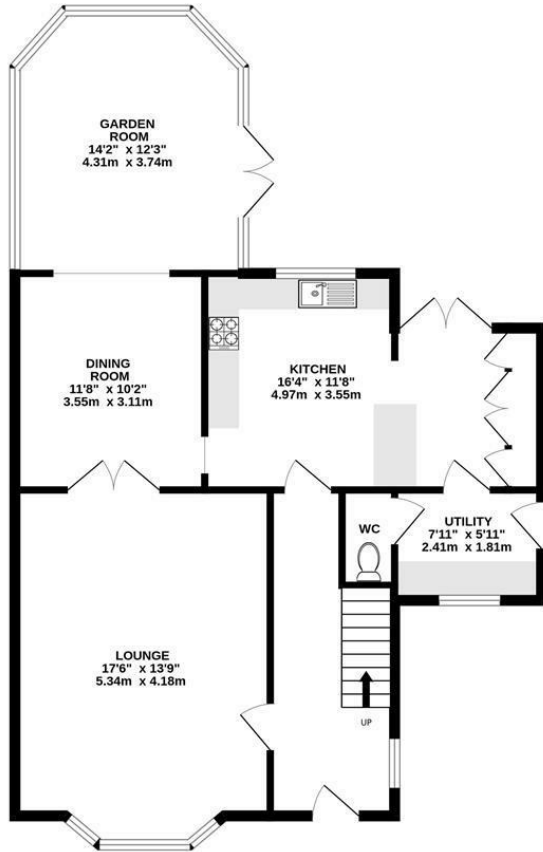 GARDEN
ROOM
14'2" x 12'3"
4.31m x 3.74m
DINING
ROOM
11'8" x 10'2"
3.55m x 3.11m
KITCHEN
16'4" x 11'8"
4.97m x 3.55m
WC
UTILITY
7'11" x 5'11"
2.41m x 1.81m
LOUNGE
17'6" x 13'9"
5.34m x 4.18m
UP